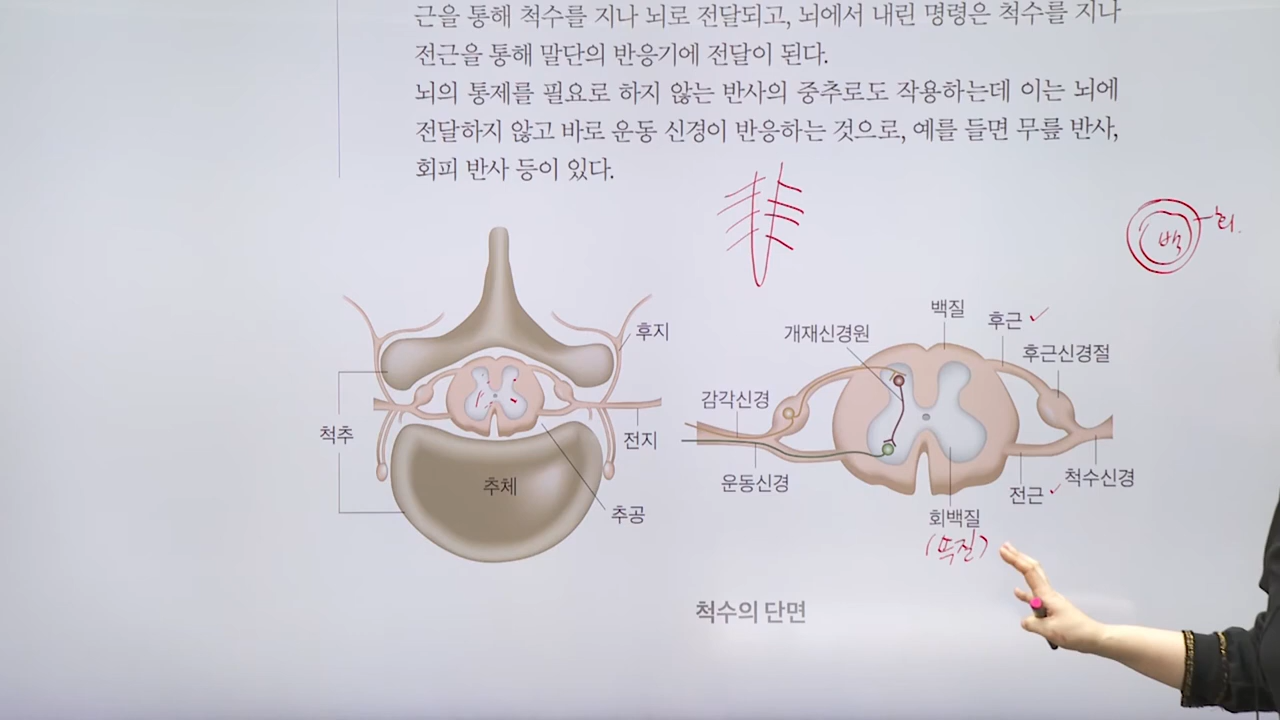 근을 통해 척수를 지나 뇌로 전달되고, 뇌에서 내린 명령은 척수를 지나
전근을 통해 말단의 반응기에 전달이 된다.
뇌의 통제를 필요로 하지 않는 반사의 중추로도 작용하는데 이는 뇌에
전달하지 않고 바로 운동 신경이 반응하는 것으로, 예를 들면 무릎 반사,
회피 반사 등이 있다.
백
회
후지
척추
전지
추체
추공
백질
후근
개재신경원
후근신경절
감각신경
운동신경
전근
척수신경
회백질
척수의 단면